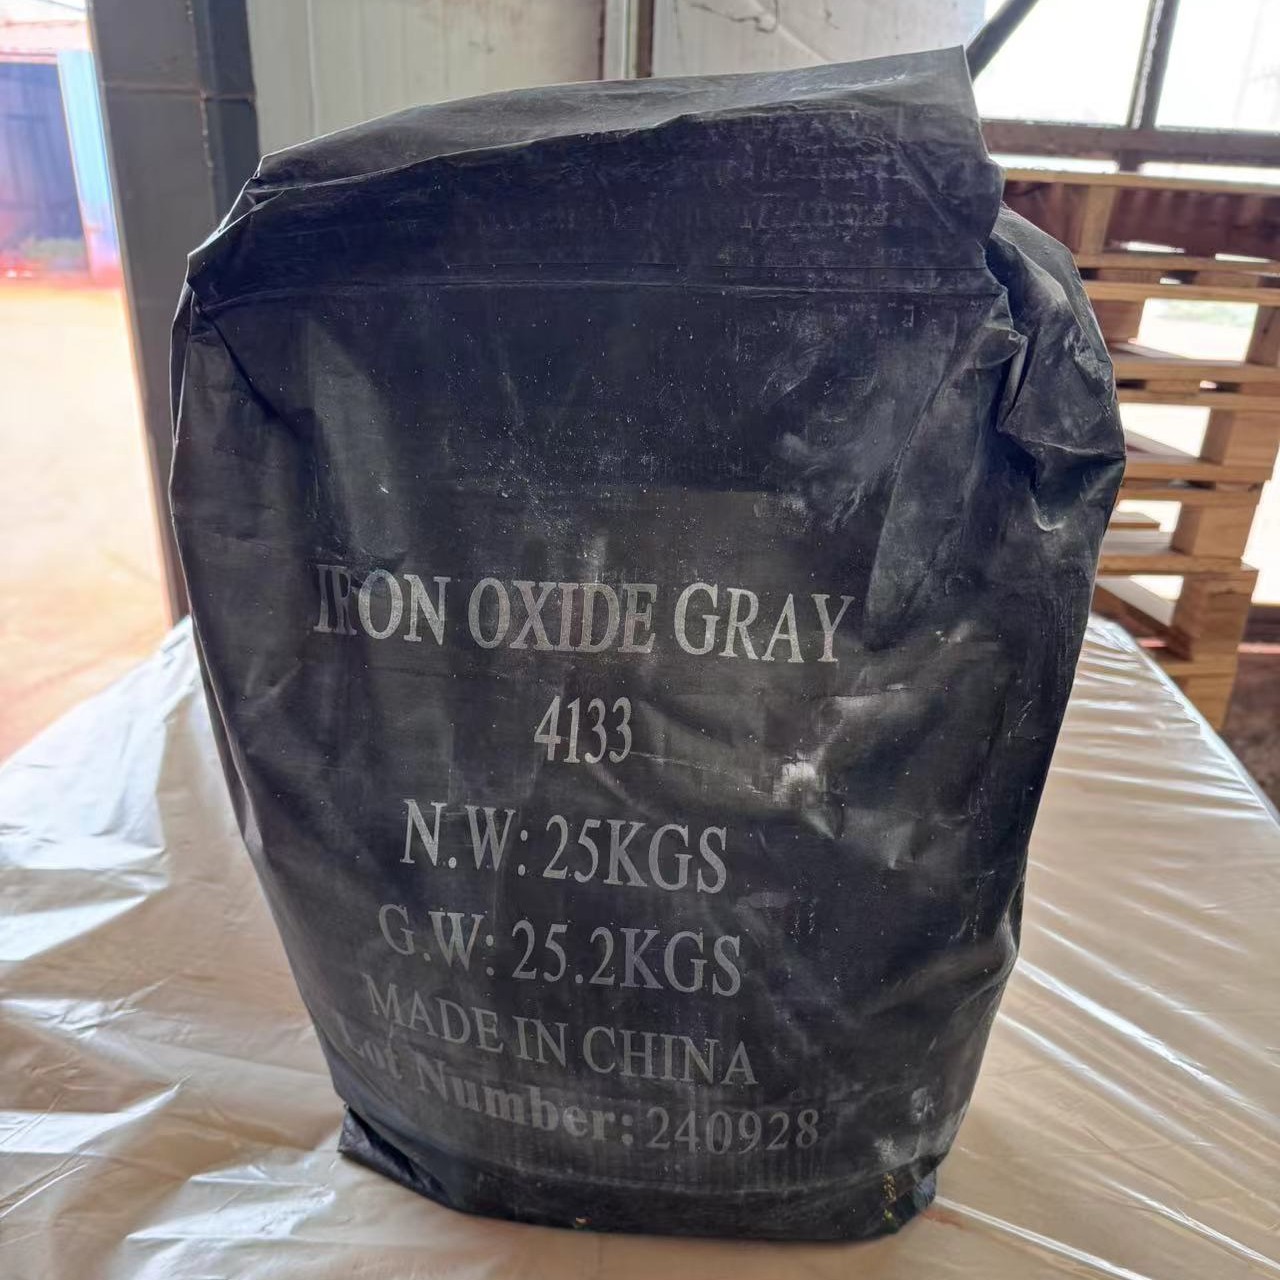 IRON OXIDE GRAY
4133
N.W: 25KGS
G.W: 25.2KGS
MADE IN CHINA
Lot Number: 240928